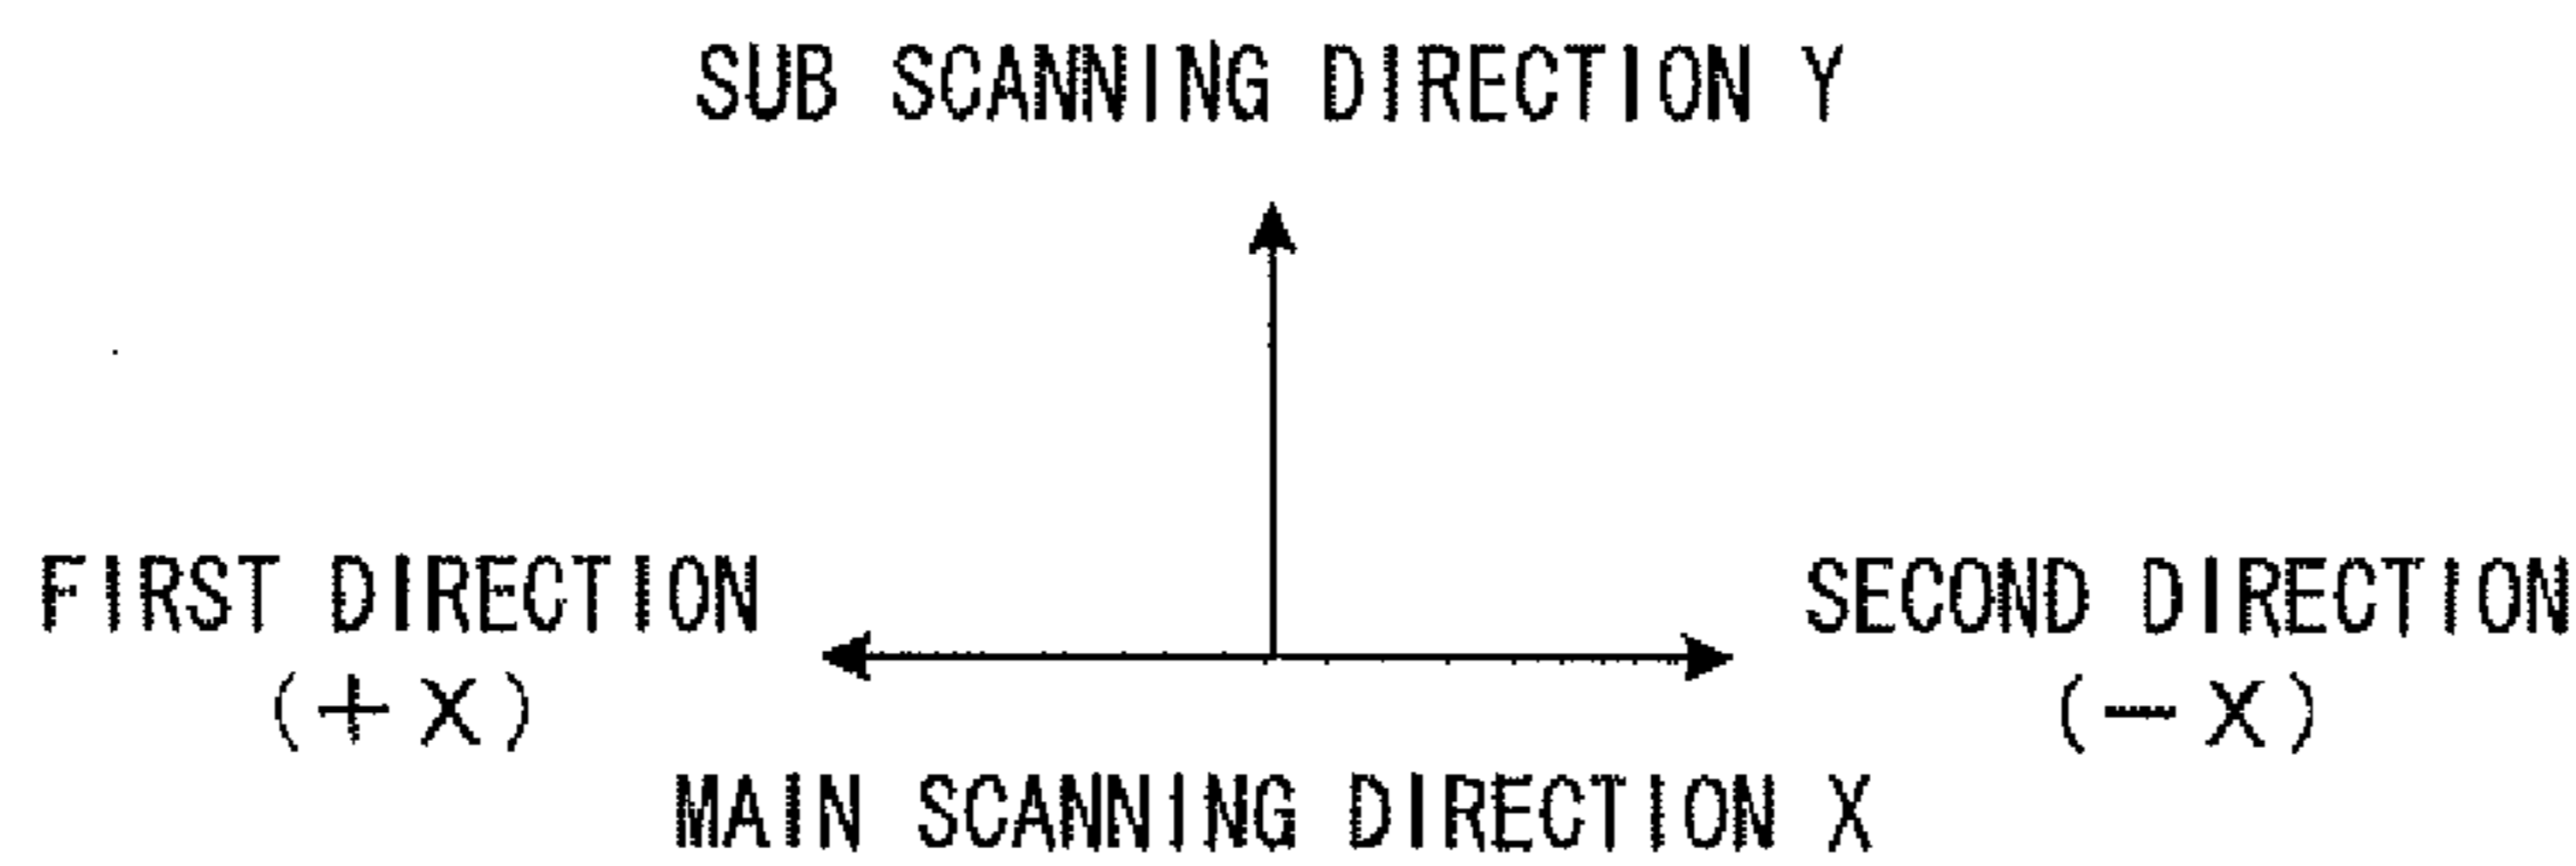 SUB SCANNING DIRECTION Y
FIRST DIRECTION
(+X)
SECOND DIRECTION
(-X)
MAIN SCANNING DIRECTION X